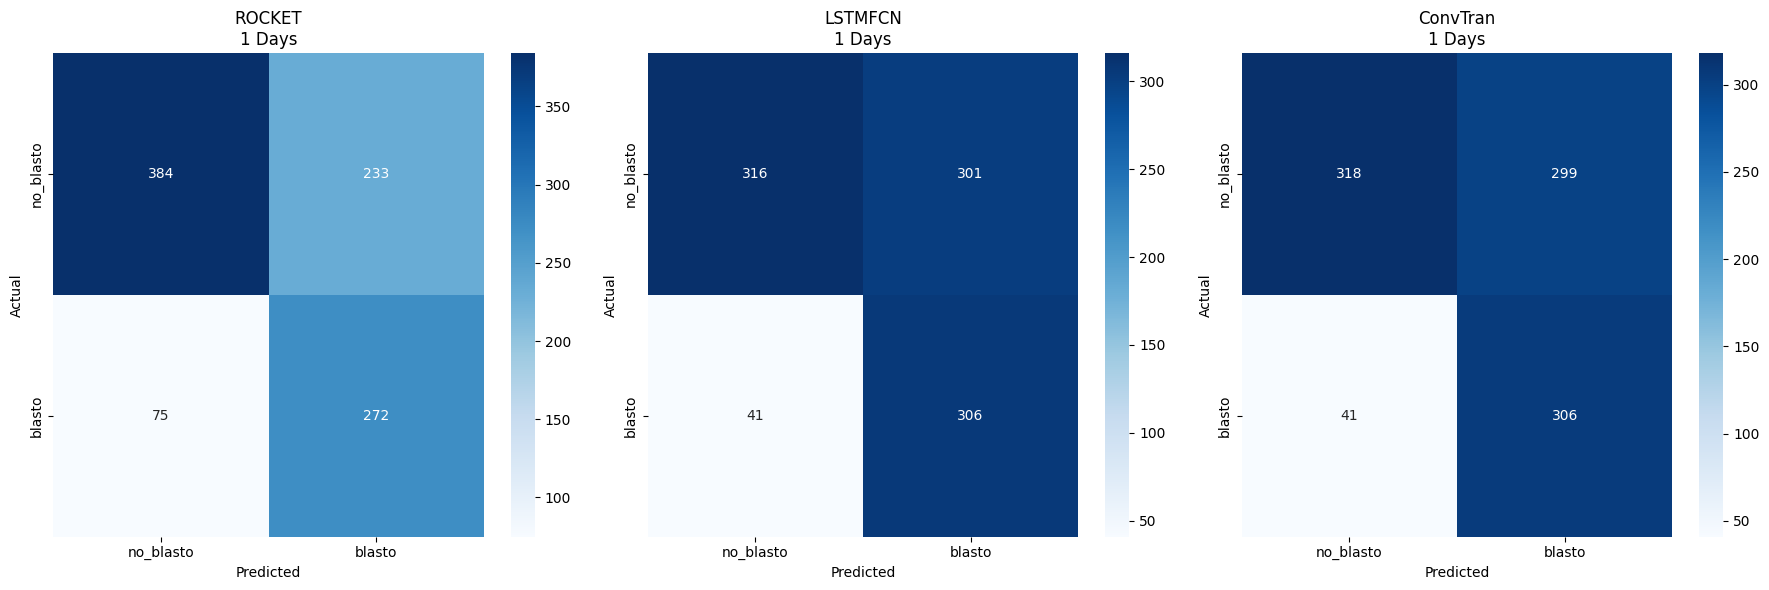 ROCKET
1 Days
no_blasto
blasto
Actual
384
233
75
272
no_blasto
blasto
Predicted
350
300
250
200
150
100
LSTMFCN
1 Days
no_blasto
blasto
Actual
316
301
41
306
no_blasto
blasto
Predicted
300
250
200
150
100
50
ConvTran
1 Days
no_blasto
blasto
Actual
318
299
41
306
no_blasto
blasto
Predicted
300
250
200
150
100
50